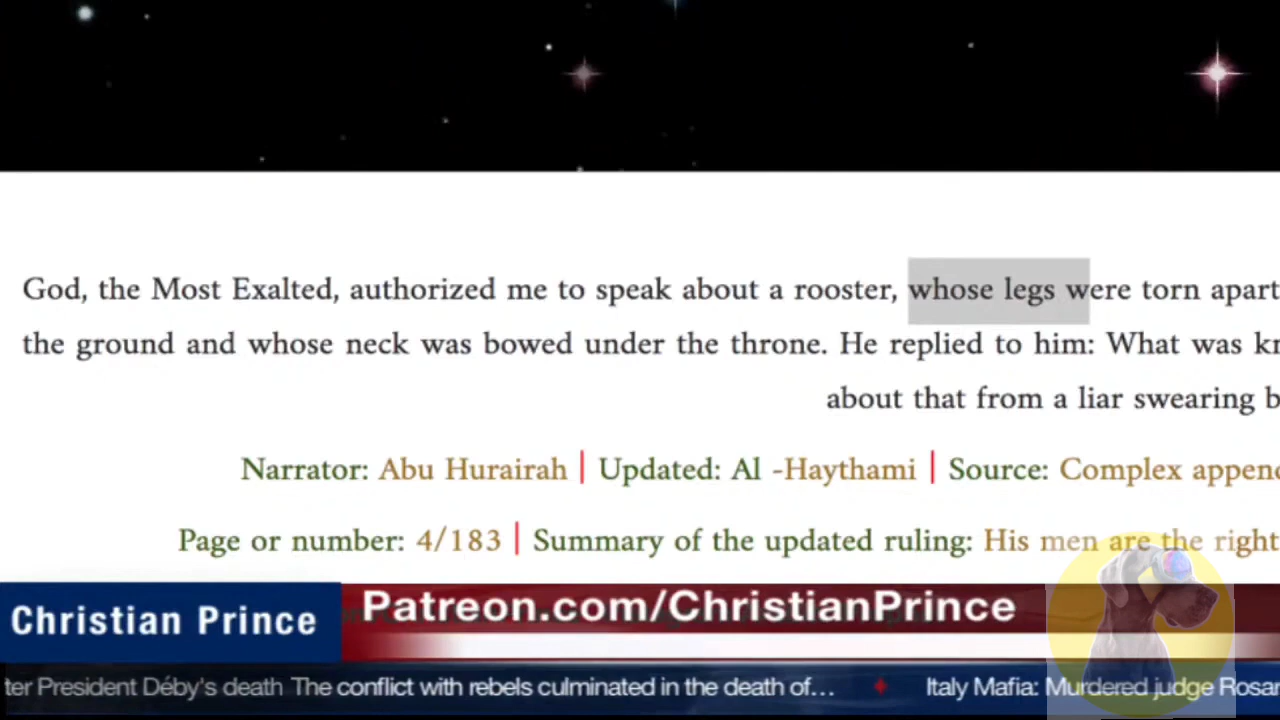 God, the Most Exalted, authorized me to speak about a rooster, whose legs were torn apart
the ground and whose neck was bowed under the throne. He replied to him: What was
about that from a liar swearing
Narrator: Abu Hurairah | Updated: Al -Haythami | Source: Complex
Page or number: 4/183 | Summary of the updated ruling: His men are the right
Christian Prince
Patreon.com/ChristianPrince
President Déby's death The conflict with rebels culminated in the death of... ♦ Italy Mafia: Murdered judge